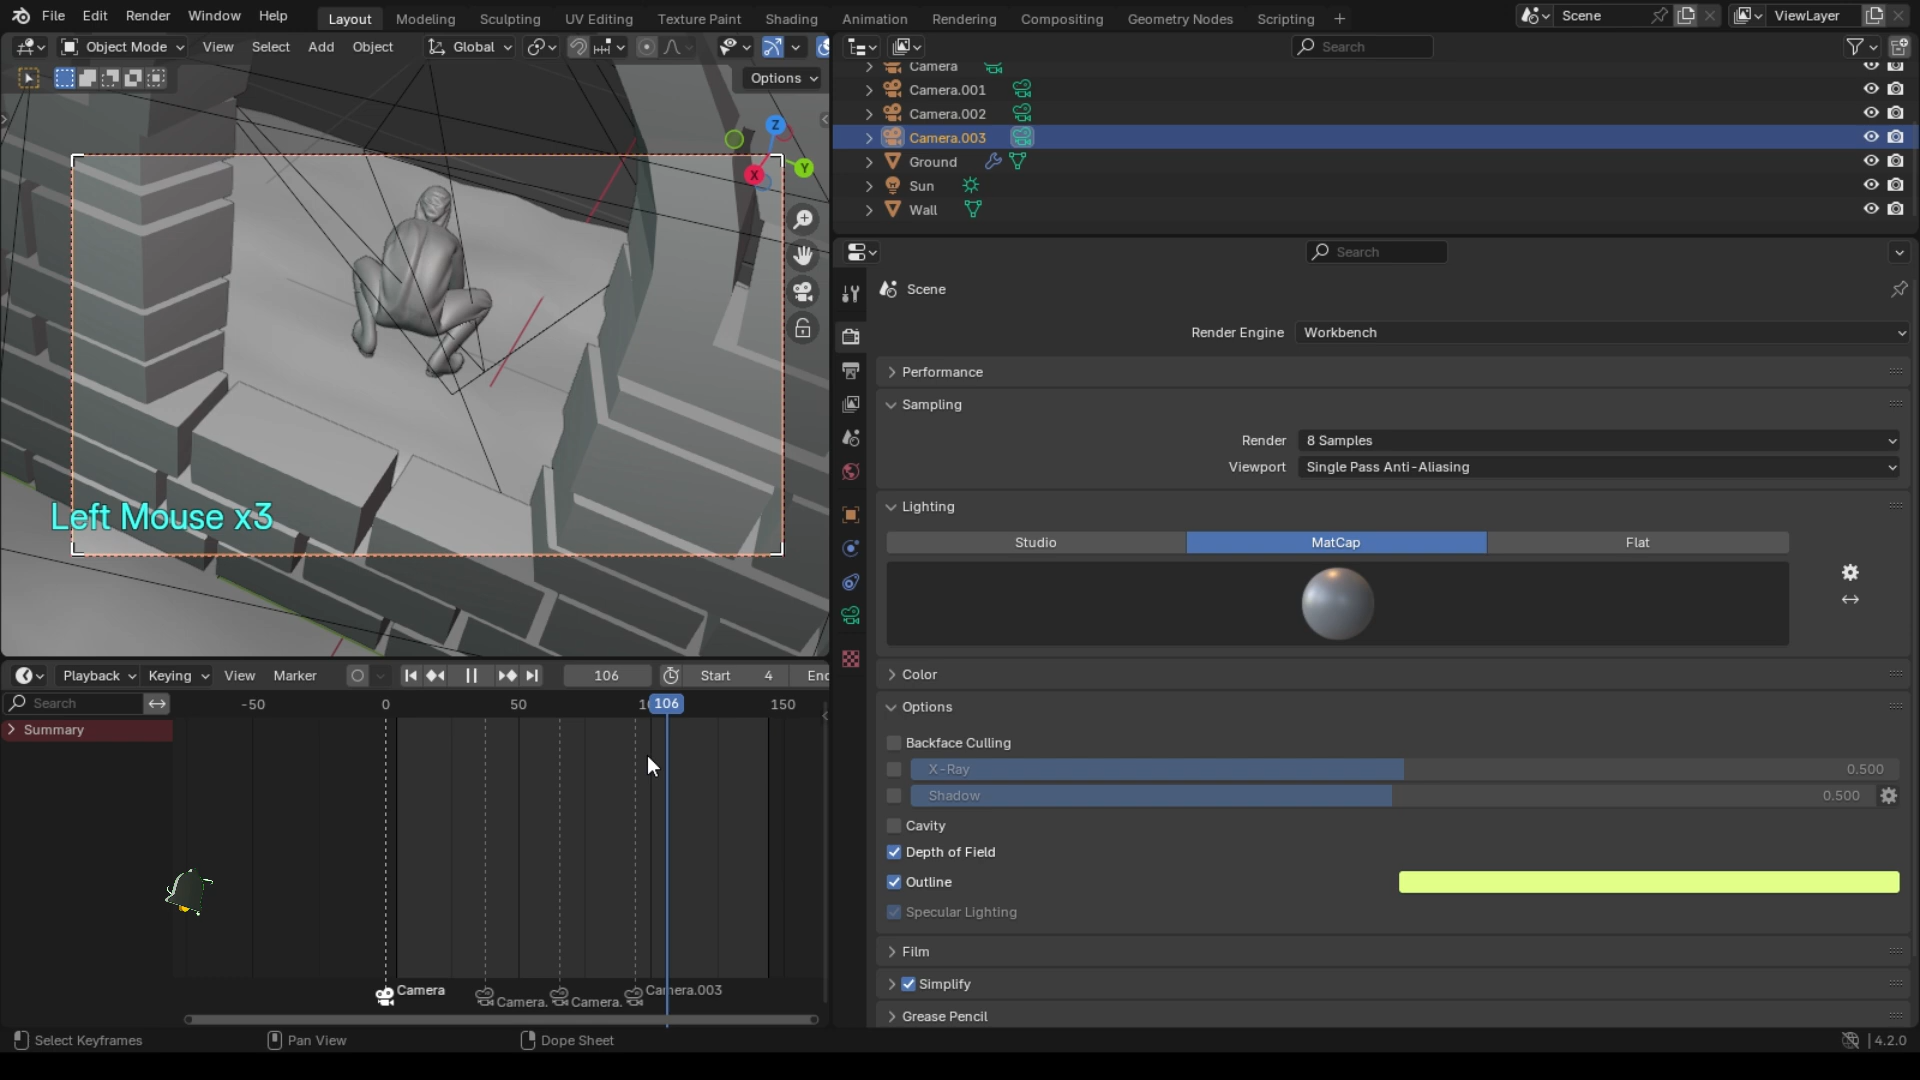 File Edit Render Window Help Layout Modeling Sculpting UV Editing Texture Paint Shading Animation Rendering Compositing Geometry Nodes Scripting + Scene ViewLayer
Object Mode View Select Add Object Global
Options
Z
Y
X
Left Mouse x3
Playback Keying View Marker 106 Start 4 End
Search -50 0 50 106 150
Summary
Camera Camera. Camera. Camera.003
Search
Camera
Camera.001
Camera.002
Camera.003
Ground
Sun
Wall
Search
Scene
Render Engine Workbench
Performance
Sampling
Render 8 Samples
Viewport Single Pass Anti-Aliasing
Lighting
Studio MatCap Flat
Color
Options
Backface Culling
X-Ray 0.500
Shadow 0.500
Cavity
Depth of Field
Outline
Specular Lighting
Film
Simplify
Grease Pencil
Select Keyframes Pan View Dope Sheet 4.2.0